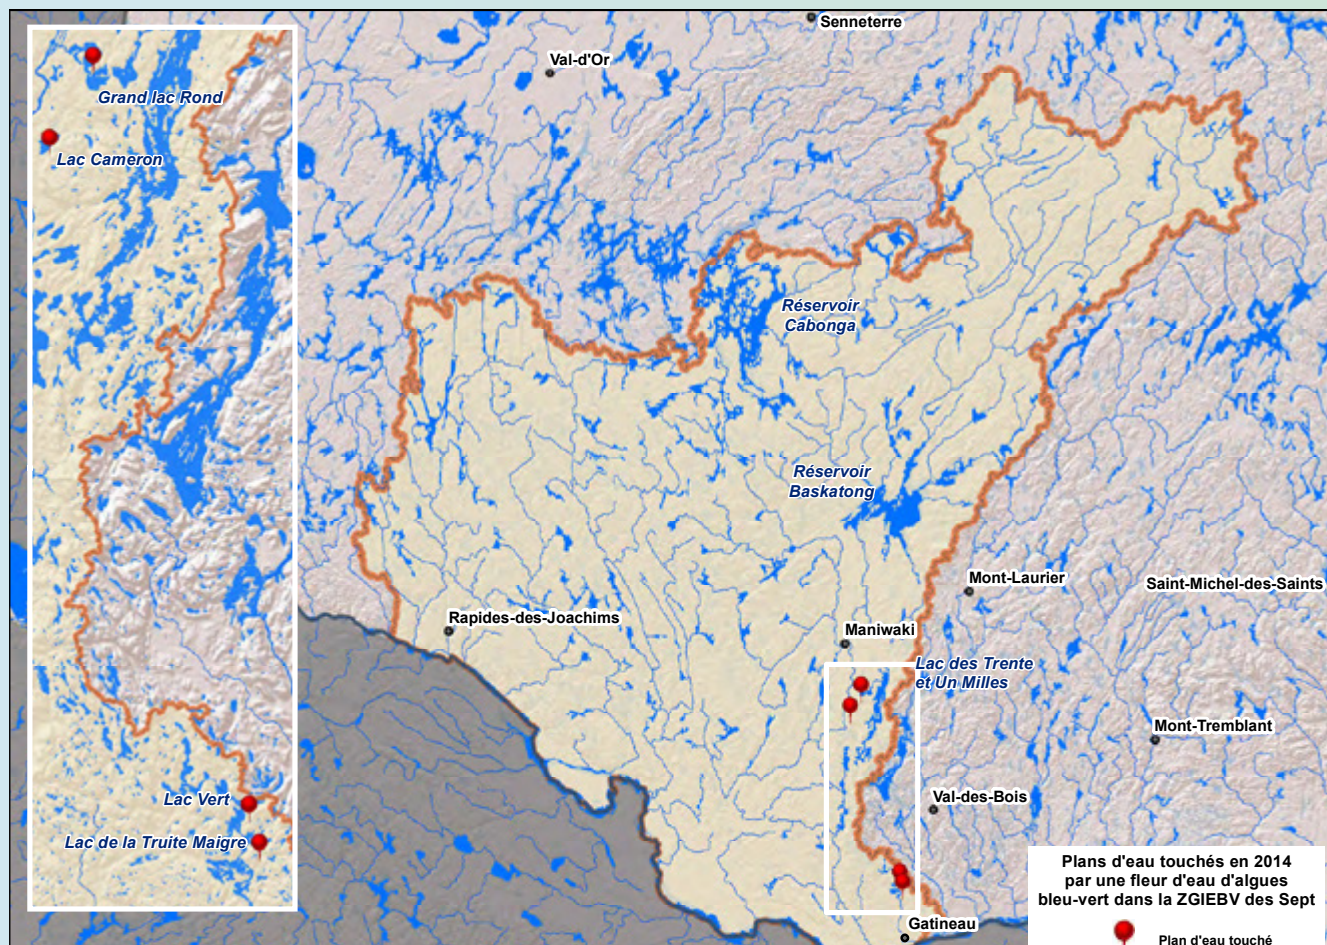 Senneterre
Val-d'Or
Grand lac Rond
Lac Cameron
Réservoir
Cabonga
Réservoir
Baskatong
Mont-Laurier
Saint-Michel-des-Saints
Rapides-des-Joachims
Maniwaki
Lac des Trente
et Un Milles
Mont-Tremblant
Val-des-Bois
Lac Vert
Lac de la Truite Maigre
Gatineau
Plans d'eau touchés en 2014
par une fleur d'eau d'algues
bleu-vert dans la ZGIEBV des Sept
Plan d'eau touché